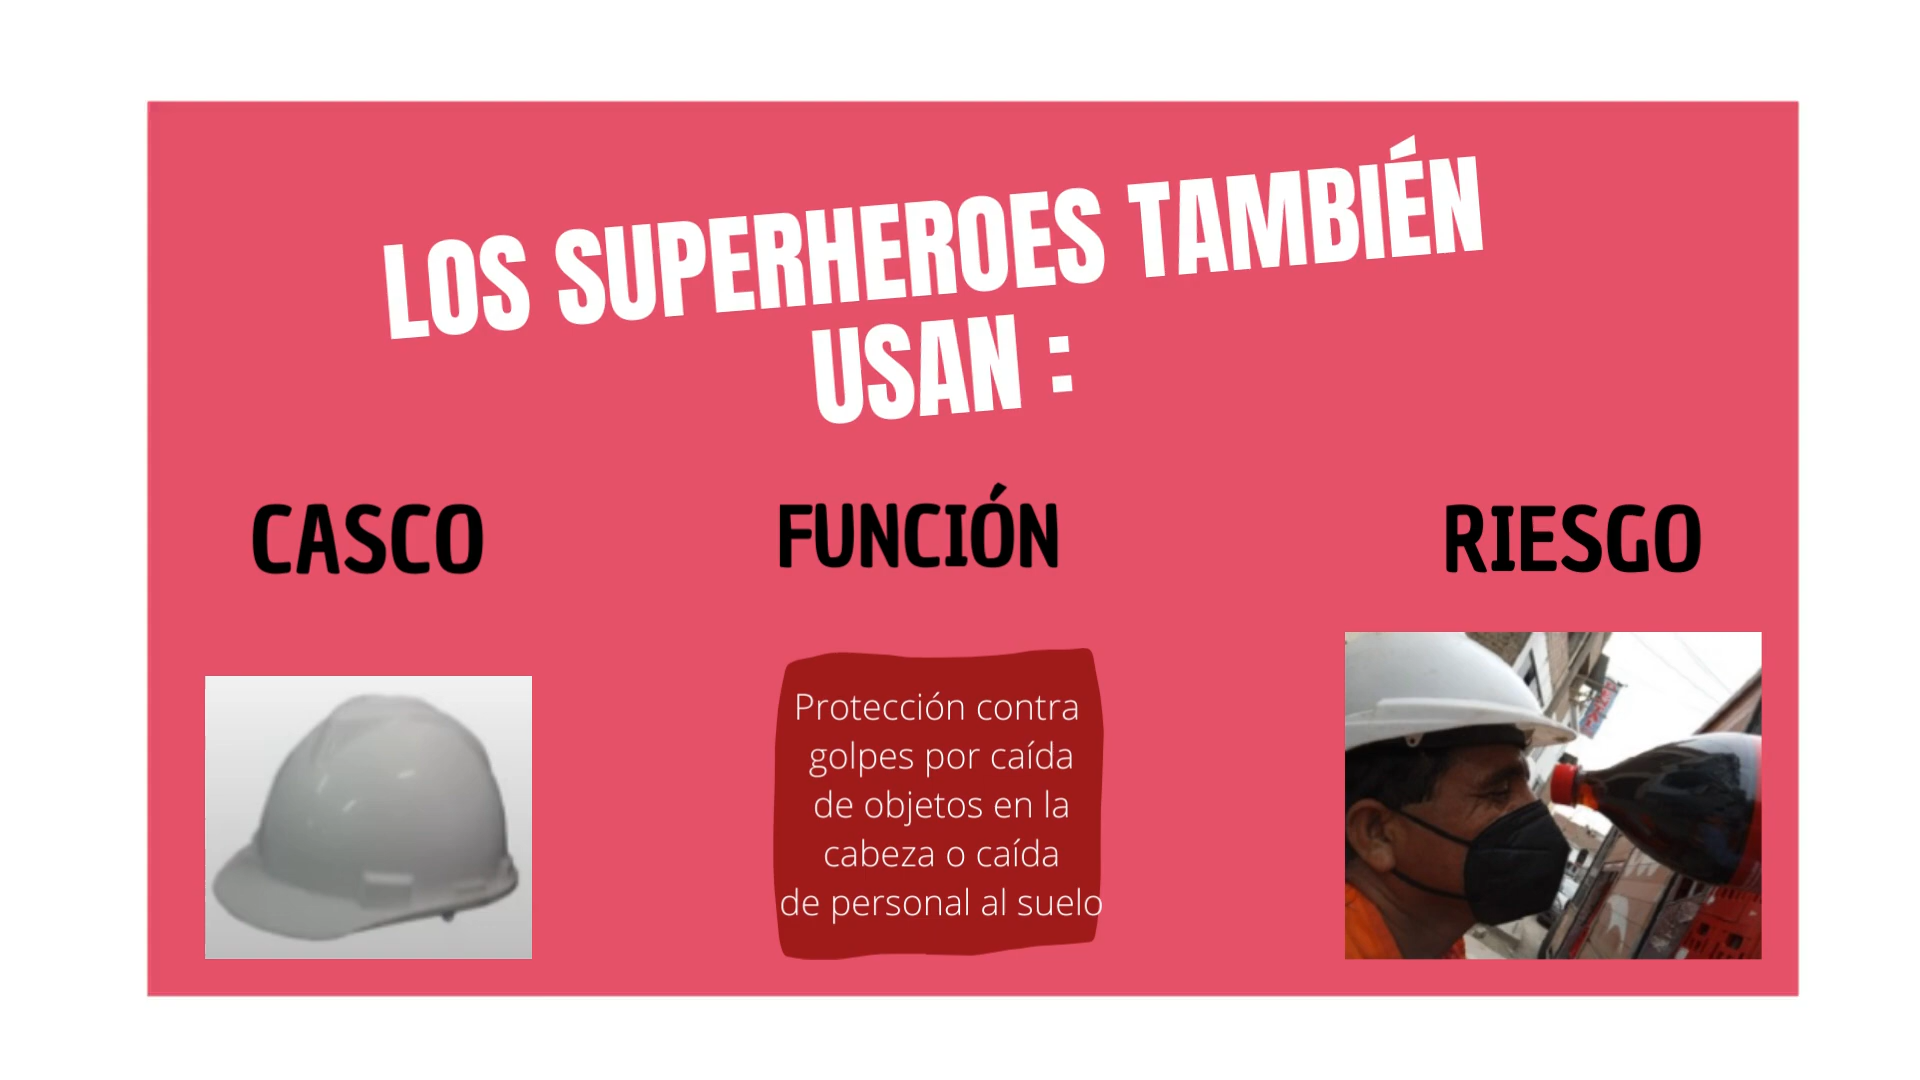 LOS SUPERHEROES TAMBIÉN
USAN :
CASCO
FUNCIÓN
RIESGO
Protección contra
golpes por caída
de objetos en la
cabeza o caída
de personal al suelo